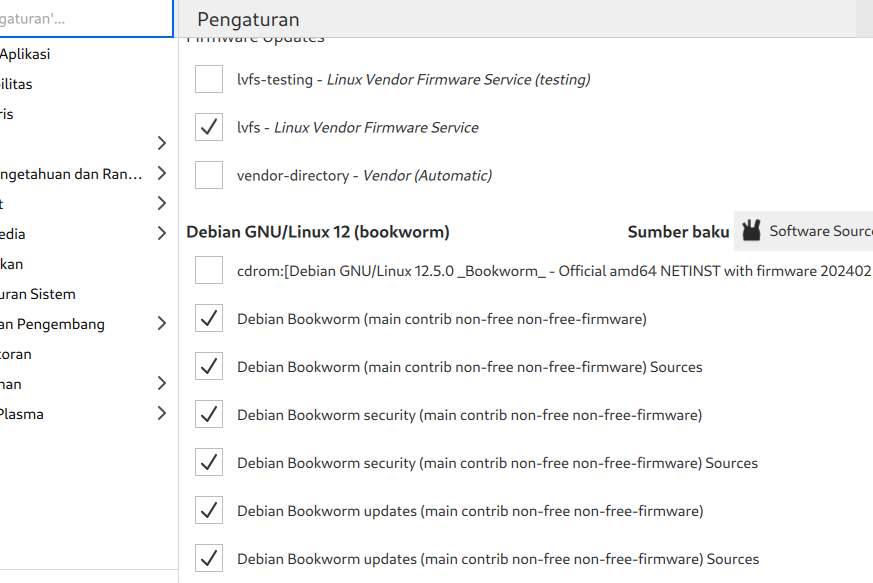 gaturan'...
Aplikasi
ilitas
ris
ngetahuan dan Ran...
t
edia
kan
uran Sistem
an Pengembang
toran
nan
Plasma
Pengaturan
Firmware Updates
lvfs-testing - Linux Vendor Firmware Service (testing)
lvfs - Linux Vendor Firmware Service
vendor-directory - Vendor (Automatic)
Debian GNU/Linux 12 (bookworm)
Sumber baku
Software Sourc
cdrom:[Debian GNU/Linux 12.5.0 _Bookworm_ - Official amd64 NETINST with firmware 202402
Debian Bookworm (main contrib non-free non-free-firmware)
Debian Bookworm (main contrib non-free non-free-firmware) Sources
Debian Bookworm security (main contrib non-free non-free-firmware)
Debian Bookworm security (main contrib non-free non-free-firmware) Sources
Debian Bookworm updates (main contrib non-free non-free-firmware)
Debian Bookworm updates (main contrib non-free non-free-firmware) Sources